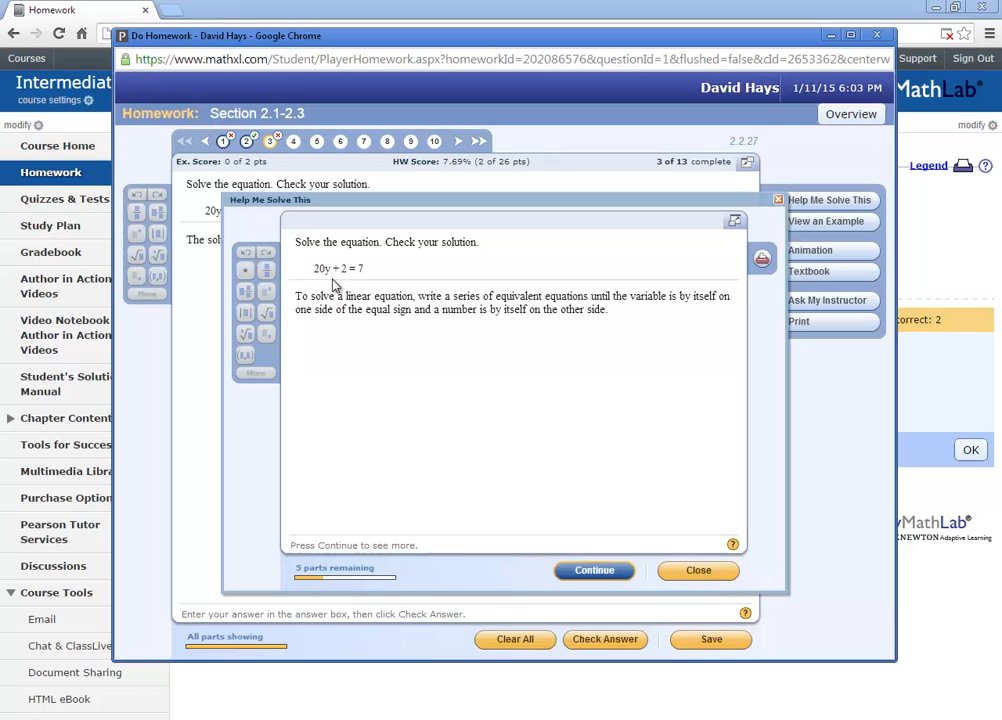 Homework
Do Homework - David Hays - Google Chrome
https://www.mathxl.com/Student/PlayerHomework.aspx?homeworkId=202086576&questionId=1&flushed=false&cId=2653362&centerw
Courses
Support
Sign Out
Intermediat
course settings
MathLab®
David Hays
1/11/15 6:03 PM
Homework: Section 2.1-2.3
Overview
modify
modify
1
2
3
4
5
6
7
8
9
10
2.2.27
Ex. Score: 0 of 2 pts
HW Score: 7.69% (2 of 26 pts)
3 of 13 complete
Legend
Course Home
Homework
Quizzes & Tests
Study Plan
Gradebook
Author in Action
Videos
Video Notebook
Author in Action
Videos
Student's Soluti
Manual
Chapter Content
Tools for Succes
Multimedia Libra
Purchase Option
Pearson Tutor
Services
Discussions
Course Tools
Email
Chat & ClassLive
Document Sharing
HTML eBook
Solve the equation. Check your solution.
20y
The sol
More
Help Me Solve This
Solve the equation. Check your solution.
20y + 2 = 7
To solve a linear equation, write a series of equivalent equations until the variable is by itself on
one side of the equal sign and a number is by itself on the other side.
More
Press Continue to see more.
5 parts remaining
Continue
Close
Help Me Solve This
View an Example
Animation
Textbook
Ask My Instructor
Print
orrect: 2
OK
yMathLab®
KNEWTON Adaptive Learning
Enter your answer in the answer box, then click Check Answer.
All parts showing
Clear All
Check Answer
Save